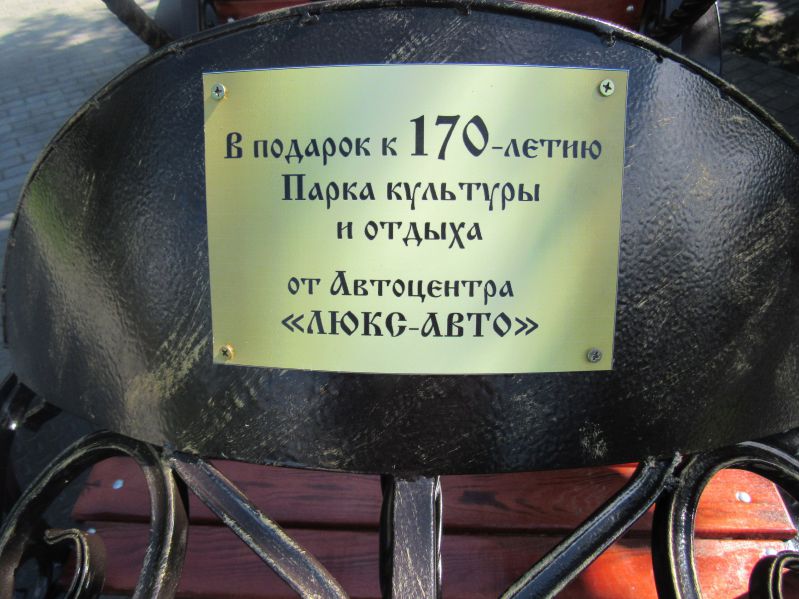 В подарок к 170-летию
Парка культуры
и отдыха
от Автоцентра
«ЛЮКС-АВТО»